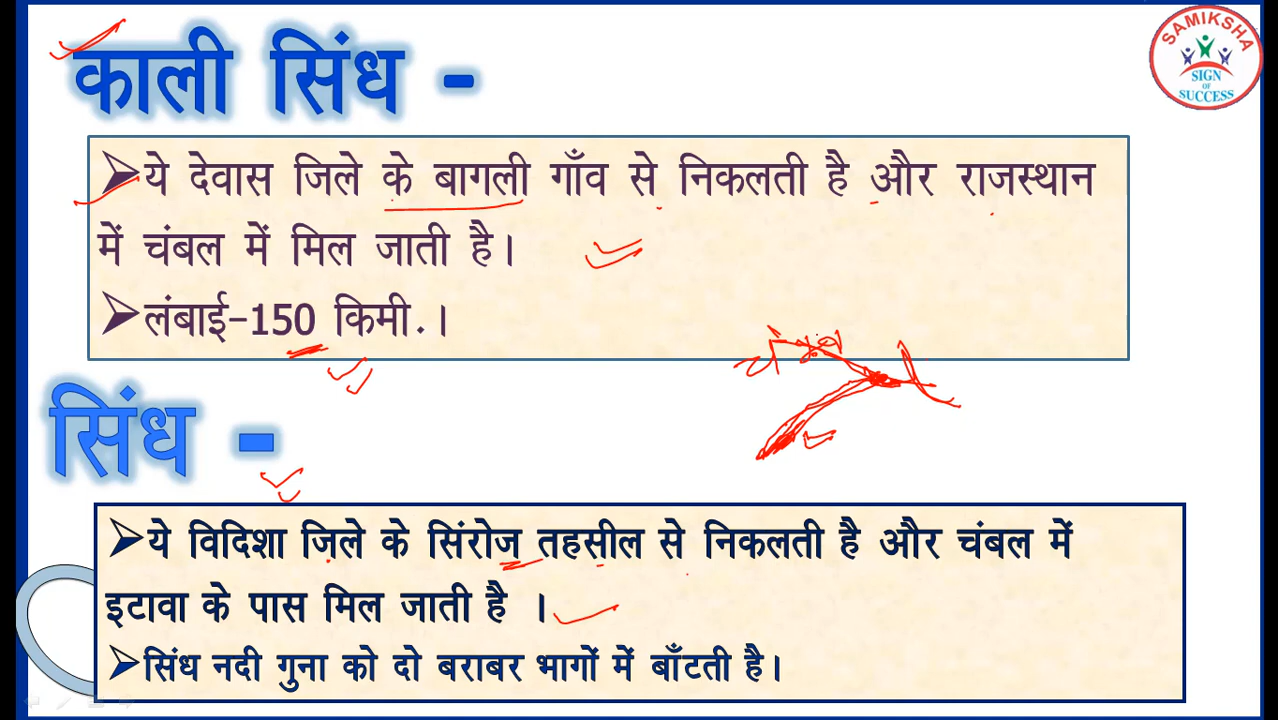 काली सिंध -
SAMIKSHA
SIGN
OF
SUCCESS
➤ये देवास जिले के बागली गाँव से निकलती है और राजस्थान
में चंबल में मिल जाती है।
➤लंबाई-150 किमी.।
चंबल
सिंध -
➤ये विदिशा ज़िले के सिंरोज तहसील से निकलती है और चंबल में
इटावा के पास मिल जाती है ।
➤सिंध नदी गुना को दो बराबर भागों में बाँटती है।